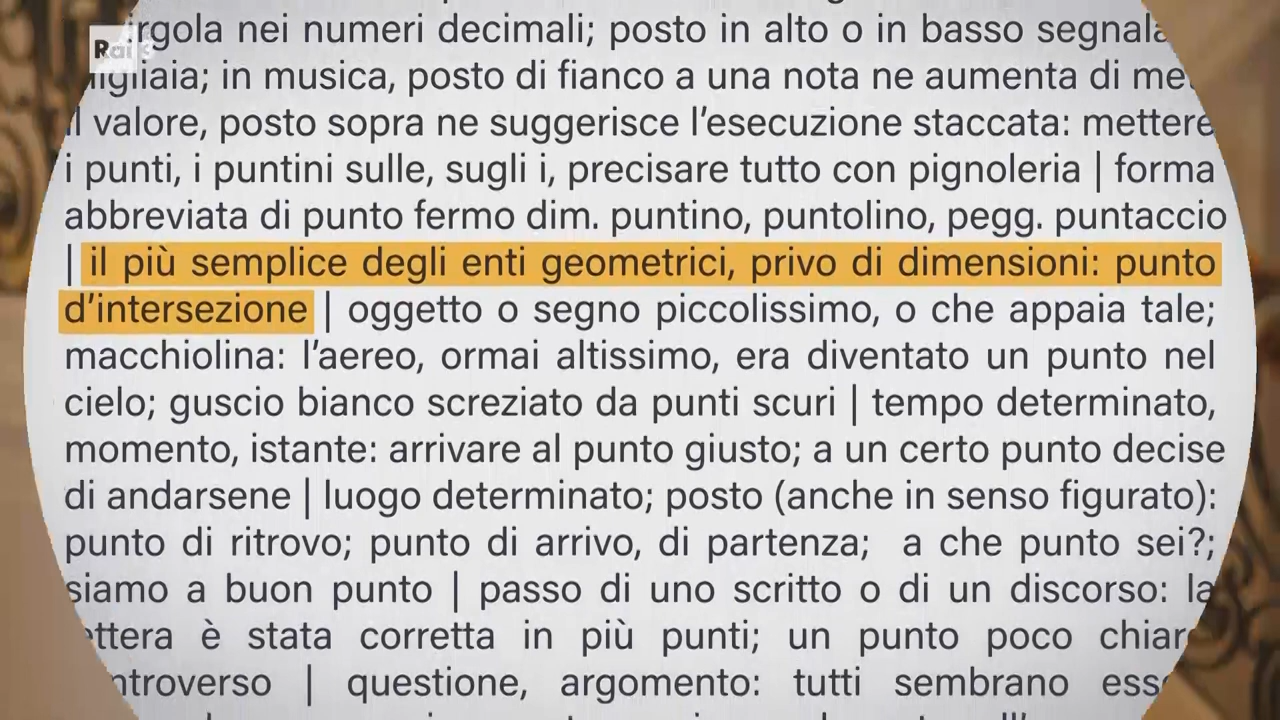 Rai 3
nei numeri decimali; posto in alto o in basso
in musica, posto di fianco a una nota ne aumenta di
il valore, posto sopra ne suggerisce l'esecuzione staccata: mettere
i punti, i puntini sulle, sugli i, precisare tutto con pignoleria | forma
abbreviata di punto fermo dim. puntino, puntolino, pegg. puntaccio
| il più semplice degli enti geometrici, privo di dimensioni: punto
d'intersezione | oggetto o segno piccolissimo, o che appaia tale;
macchiolina: l'aereo, ormai altissimo, era diventato un punto nel
cielo; guscio bianco screziato da punti scuri | tempo determinato,
momento, istante: arrivare al punto giusto; a un certo punto decise
di andarsene | luogo determinato; posto (anche in senso figurato):
punto di ritrovo; punto di arrivo, di partenza; a che punto sei?;
siamo a buon punto | passo di uno scritto o di un discorso: la
è stata corretta in più punti; un punto poco
| questione, argomento: tutti sembrano